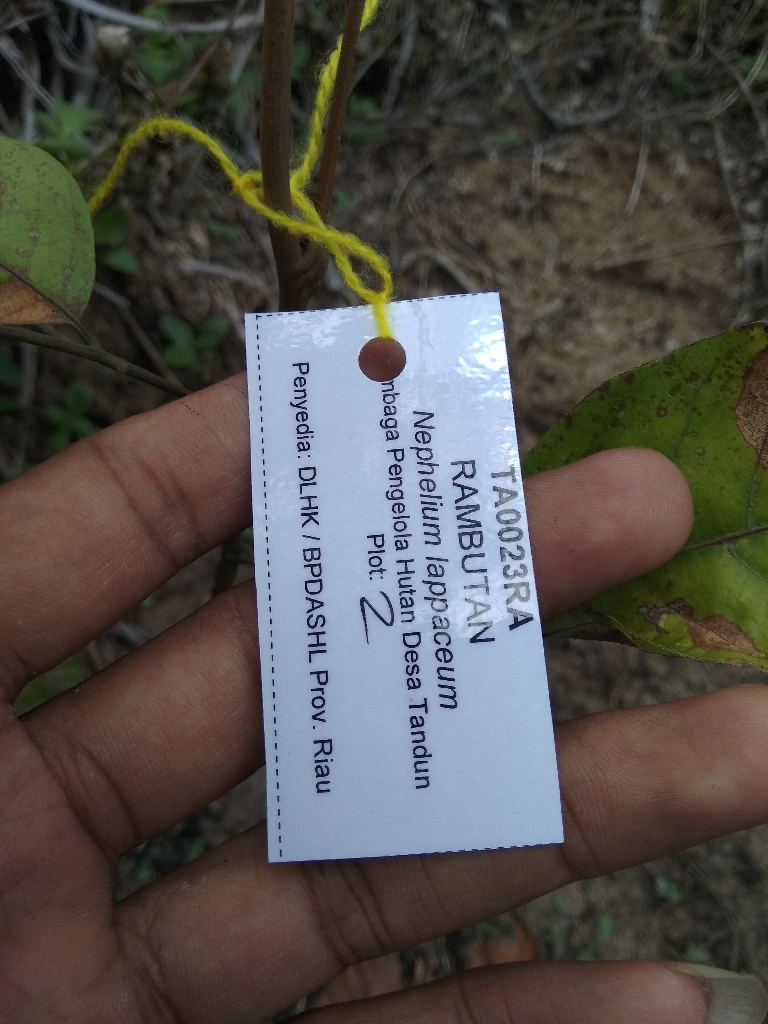 TA0023RA
RAMBUTAN
Nephelium lappaceum
mbaga Pengelola Hutan Desa Tandun
Plot: 2
Penyedia: DLHK / BPDASHL Prov. Riau